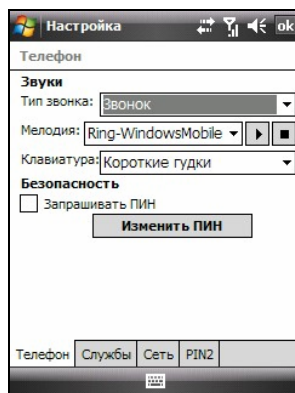 Настройка ok
Телефон
Звуки
Тип звонка: Звонок
Мелодия: Ring-WindowsMobile
Клавиатура: Короткие гудки
Безопасность
Запрашивать ПИН
Изменить ПИН
Телефон Службы Сеть PIN2